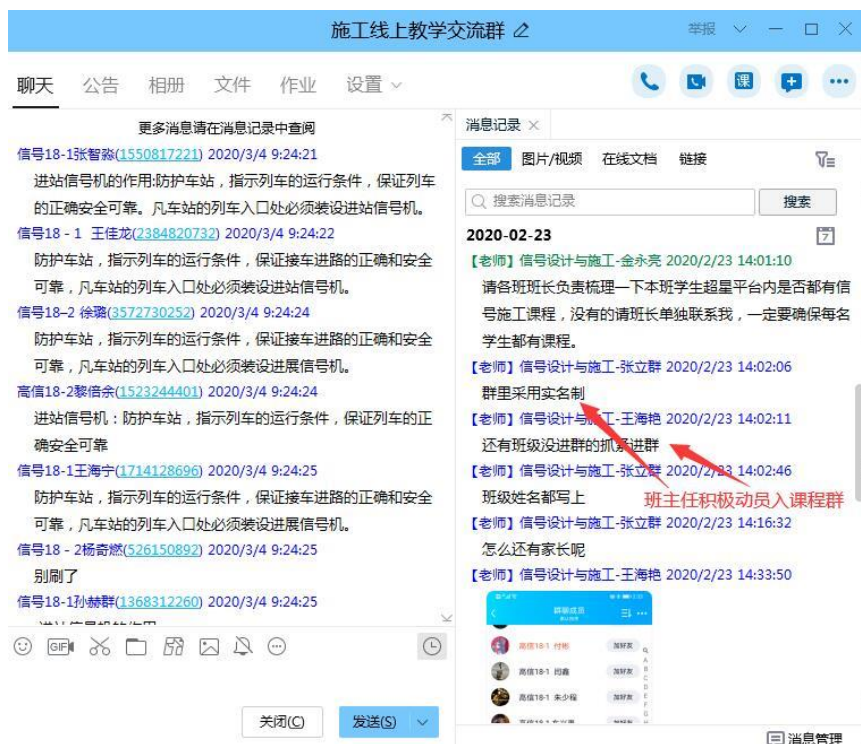 施工线上教学交流群
举报
聊天 公告 相册 文件 作业 设置
课
更多消息请在消息记录中查阅
信号18-1张智淼(1550817221) 2020/3/4 9:24:21
进站信号机的作用:防护车站，指示列车的运行条件，保证列车
的正确安全可靠。凡车站的列车入口处必须装设进站信号机。
信号18 - 1 王佳龙(2384820732) 2020/3/4 9:24:22
防护车站，指示列车的运行条件，保证接车进路的正确和安全
可靠，凡车站的列车入口处必须装设进站信号机。
信号18–2 徐璐(3572730252) 2020/3/4 9:24:24
防护车站，指示列车的运行条件，保证接车进路的正确和安全
可靠，凡车站的列车入口处必须装设进展信号机。
高信18-2黎倍余(1523244401) 2020/3/4 9:24:24
进站信号机：防护车站，指示列车的运行条件，保证列车的正
确安全可靠
信号18-1王海宁(1714128696) 2020/3/4 9:24:25
防护车站，指示列车的运行条件，保证接车进路的正确和安全
可靠，凡车站的列车入口处必须装设进展信号机。
信号18 - 2杨奇燃(526150892) 2020/3/4 9:24:25
别刷了
信号18-1孙赫群(1368312260) 2020/3/4 9:24:25
GIF
关闭(C) 发送(S)
消息记录
全部 图片/视频 在线文档 链接
搜索消息记录 搜索
2020-02-23
7
【老师】信号设计与施工-金永亮 2020/2/23 14:01:10
请各班班长负责梳理一下本班学生超星平台内是否都有信
号施工课程，没有的请班长单独联系我，一定要确保每名
学生都有课程。
【老师】信号设计与施工-张立群 2020/2/23 14:02:06
群里采用实名制
【老师】信号设计与施工-王海艳 2020/2/23 14:02:11
还有班级没进群的抓紧进群
【老师】信号设计与施工-张立群 2020/2/23 14:02:46
班级姓名都写上
班主任积极动员入课程群
【老师】信号设计与施工-张立群 2020/2/23 14:16:32
怎么还有家长呢
【老师】信号设计与施工-王海艳 2020/2/23 14:33:50
群聊成员
高信18-1 付彬 加好友
高信18-1 闫鑫 加好友
高信18-1 朱少程 加好友
消息管理